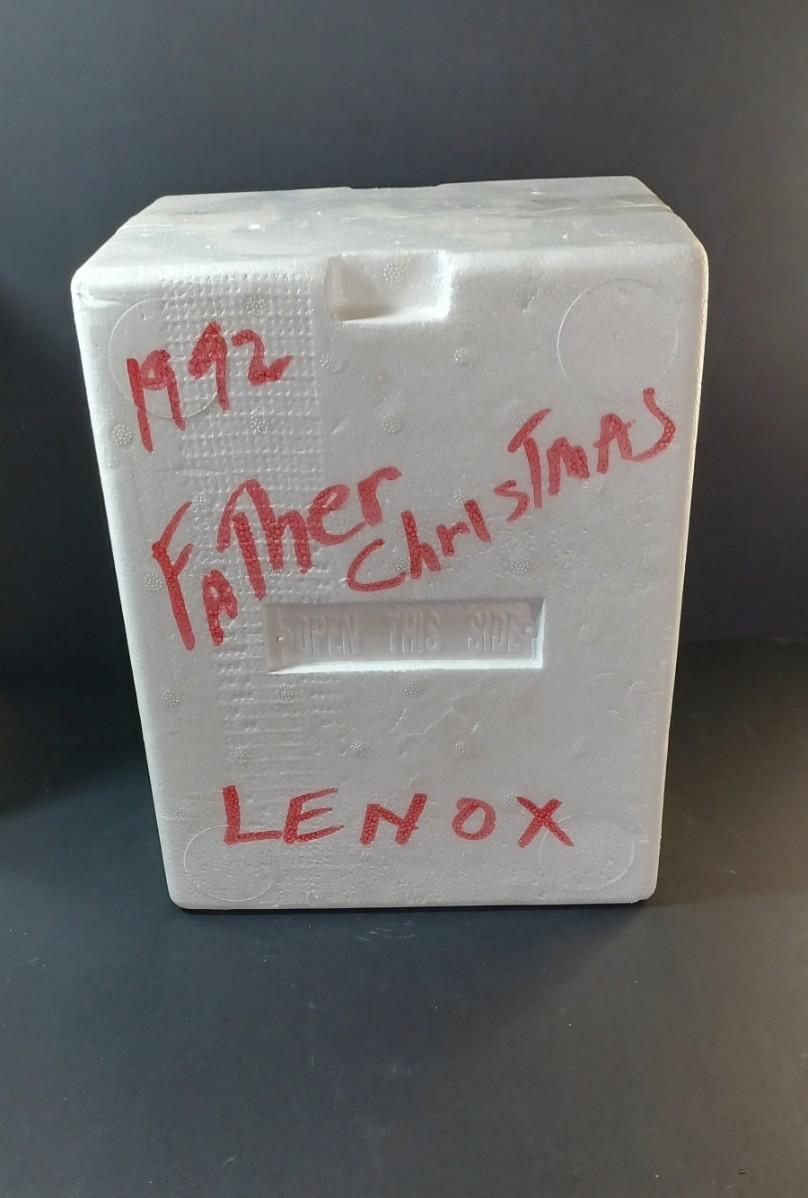 1992
FATher
ChrisTmAS
OPEN THIS SIDE
LENOX